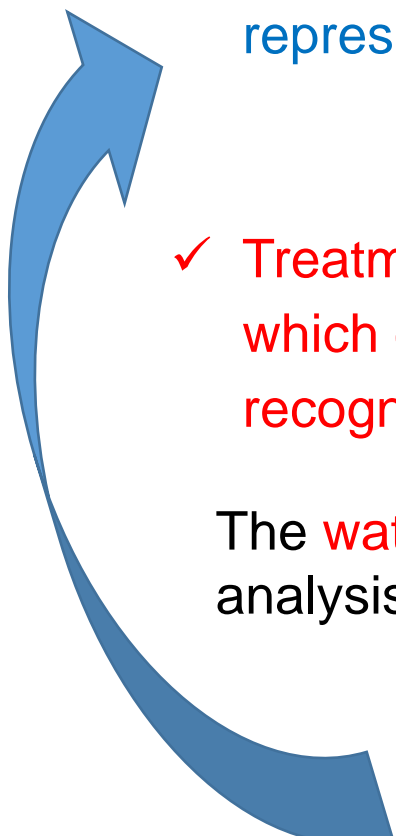 repres
✓ Treatm
which
recogn
The wat
analysis